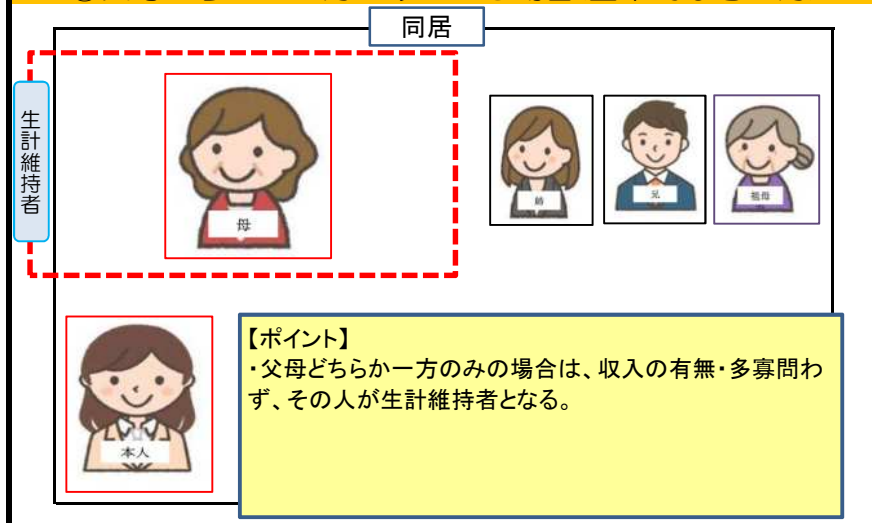 同居
生計維持者
母
姉
兄
祖母
本人
【ポイント】
・父母どちらか一方のみの場合は、収入の有無・多寡問わ
ず、その人が生計維持者となる。